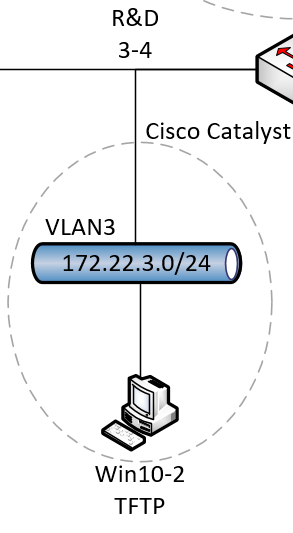 R&D
3-4
Cisco Catalyst
VLAN3
172.22.3.0/24
Win10-2
TFTP